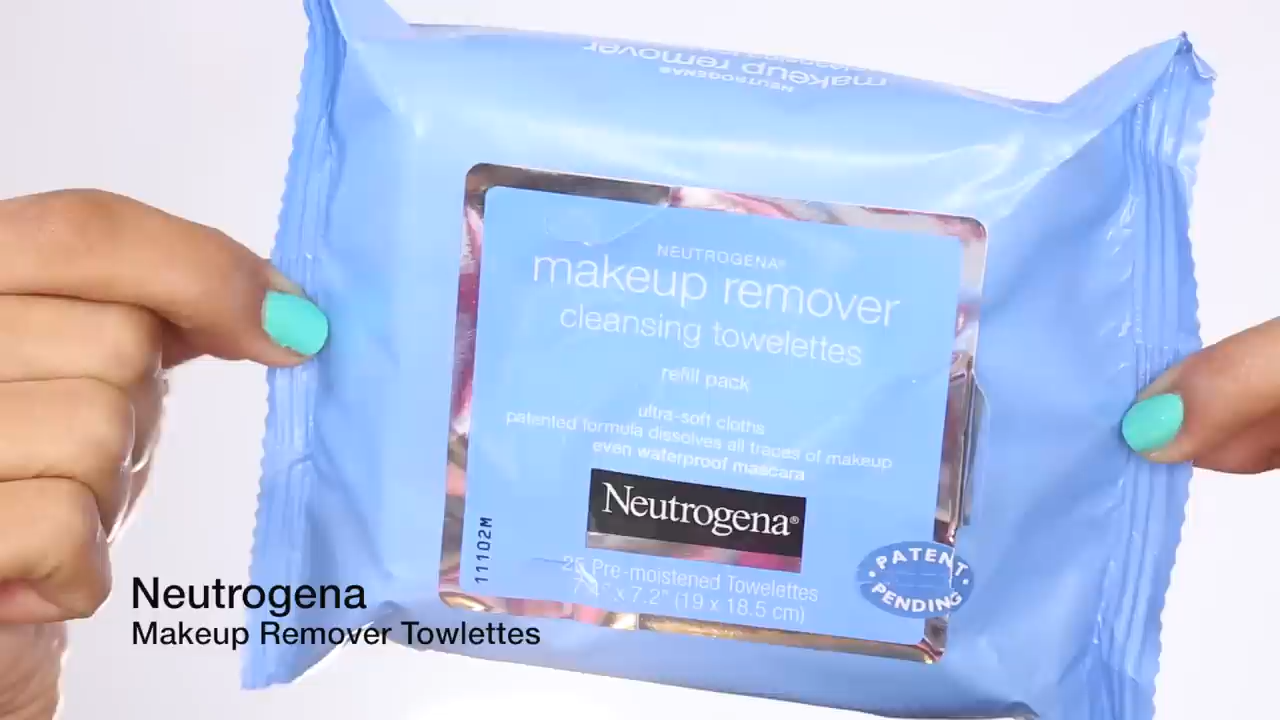 makeup remover
NEUTROGENA®
NEUTROGENA®
makeup remover
cleansing towelettes
refill pack
ultra-soft cloths
patented formula dissolves all traces of makeup
even waterproof mascara
Neutrogena®
25 Pre-moistened Towelettes
7.4" x 7.2" (19 x 18.5 cm)
11102M
PATENT
PENDING
Neutrogena
Makeup Remover Towlettes